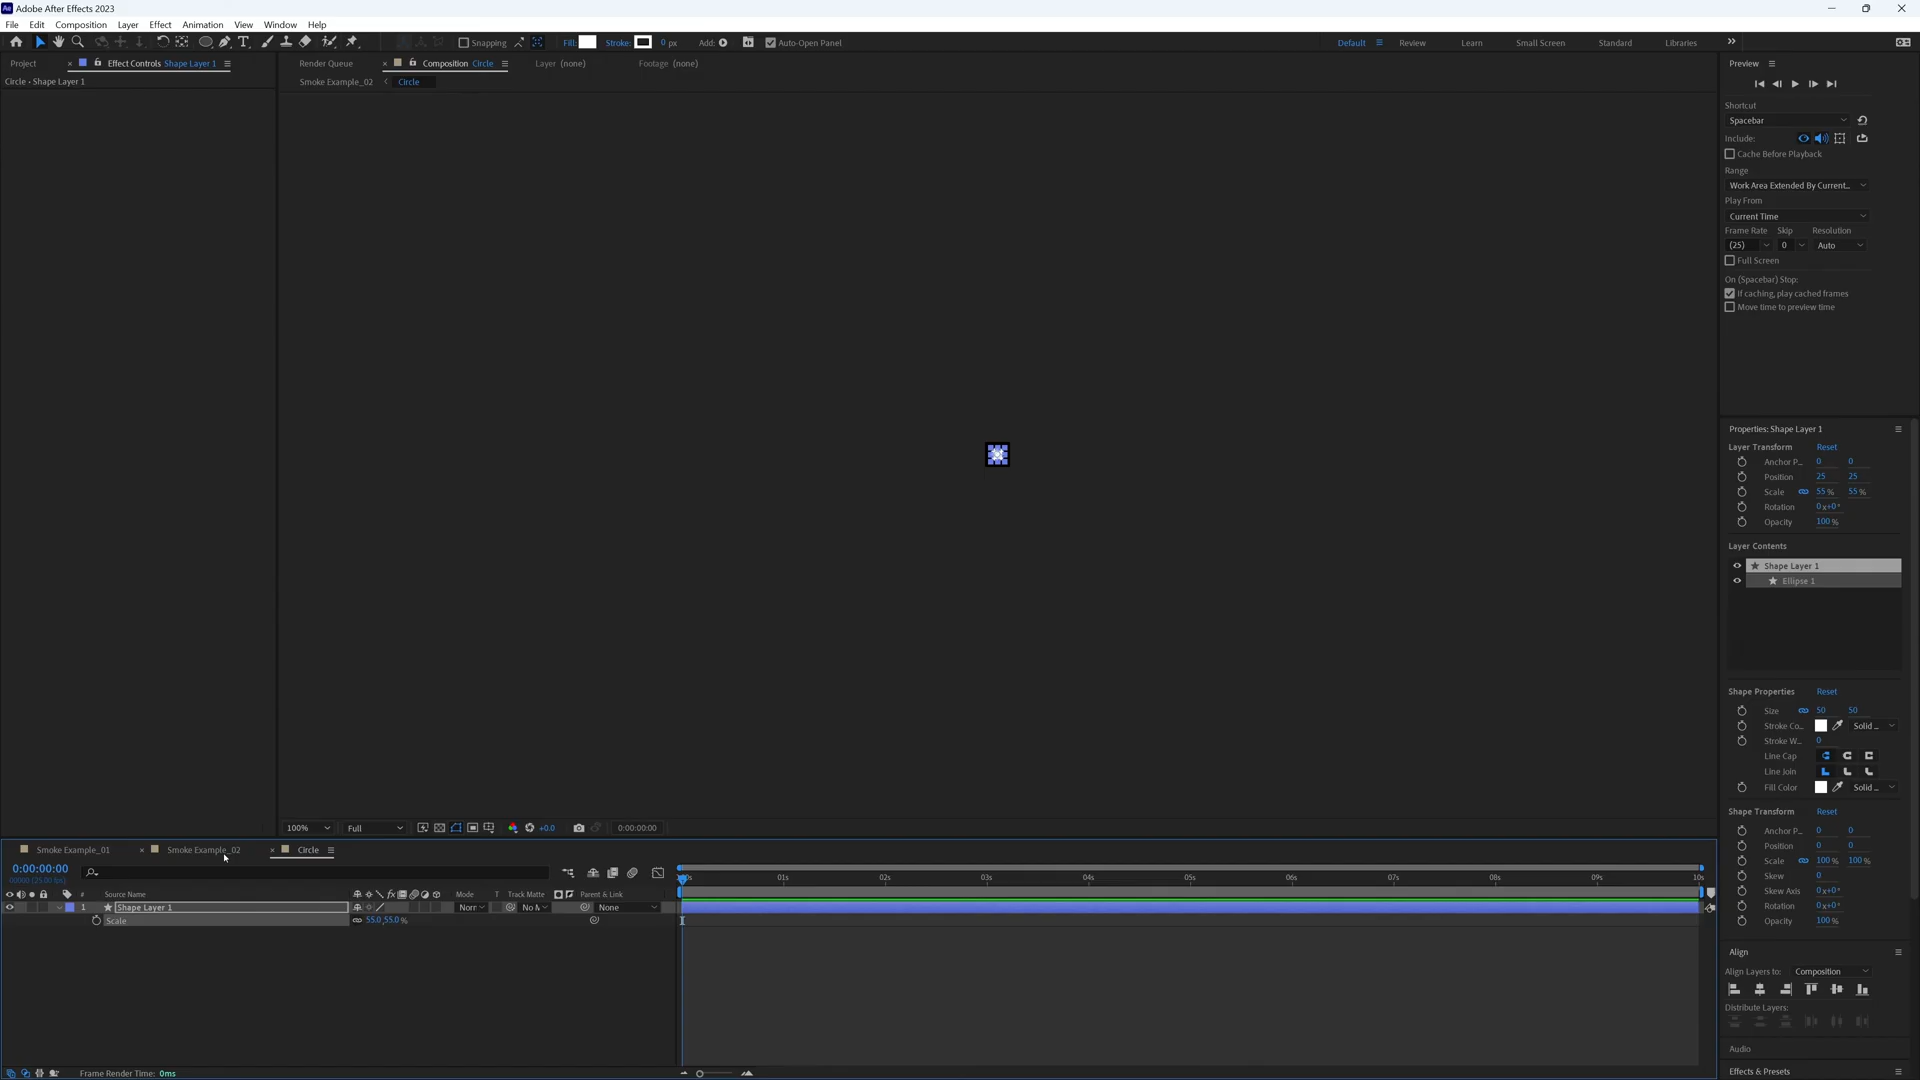 Adobe After Effects 2023
File Edit Composition Layer Effect Animation View Window Help
Snapping Fill: Stroke: 0 px Add: Auto-Open Panel Default Review Learn Small Screen Standard Libraries
Project Effect Controls Shape Layer 1 Render Queue Composition Circle Layer (none) Footage (none)
Circle • Shape Layer 1 Smoke Example_02 Circle
Preview
Shortcut
Spacebar
Include:
Cache Before Playback
Range
Work Area Extended By Current...
Play From
Current Time
Frame Rate Skip Resolution
(25) 0 Auto
Full Screen
On (Spacebar) Stop:
If caching, play cached frames
Move time to preview time
Properties: Shape Layer 1
Layer Transform Reset
Anchor P... 0 0
Position 25 25
Scale 55 % 55 %
Rotation 0x+0°
Opacity 100 %
Layer Contents
Shape Layer 1
Ellipse 1
Shape Properties Reset
Size 50 50
Stroke Co... Solid ...
Stroke W... 0
Line Cap
Line Join
Fill Color Solid ...
Shape Transform Reset
Anchor P... 0 0
Position 0 0
Scale 100 % 100 %
Skew 0
Skew Axis 0x+0°
Rotation 0x+0°
Opacity 100 %
Align
Align Layers to: Composition
Distribute Layers:
Audio
Effects & Presets
100% Full +0.0 0:00:00:00
Smoke Example_01 Smoke Example_02 Circle
0:00:00:00
01s 02s 03s 04s 05s 06s 07s 08s 09s 10s
# Source Name Mode T Track Matte Parent & Link
1 Shape Layer 1 Norr No M None
Scale 55.0,55.0 %
Frame Render Time: 0ms